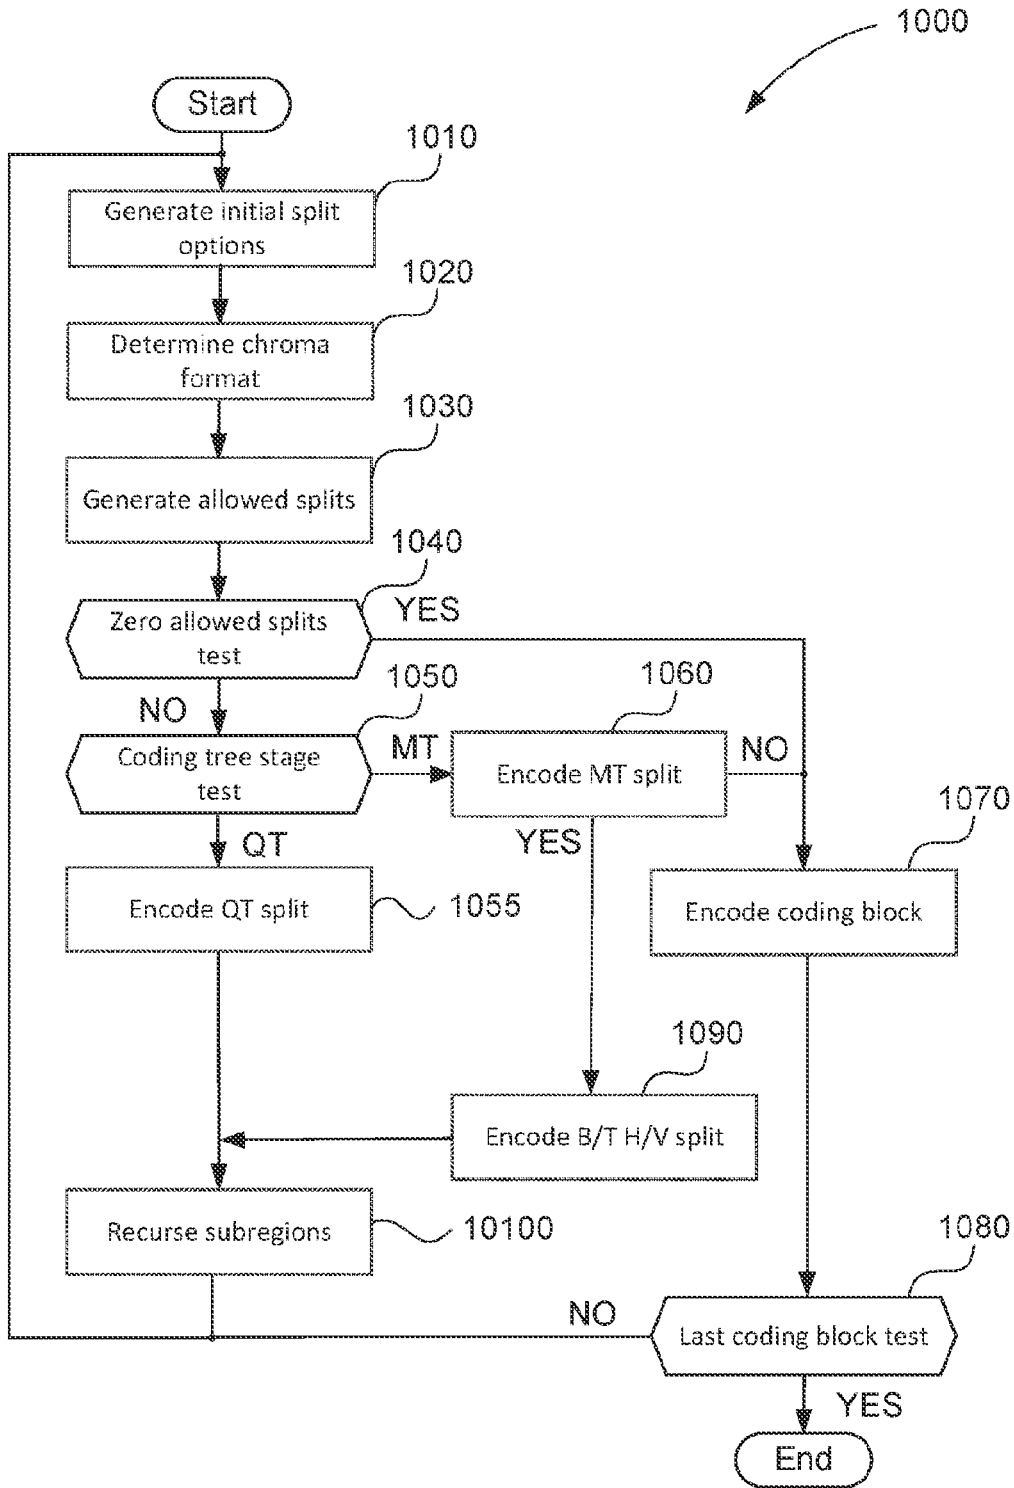 1000
Start
1010
Generate initial split
options
1020
Determine chroma
format
1030
Generate allowed splits
1040
Zero allowed splits
test
YES
NO
1050
Coding tree stage
test
MT
1060
Encode MT split
NO
YES
QT
1070
Encode coding block
Encode QT split
1055
1090
Encode B/T H/V split
Recurse subregions
10100
1080
NO
Last coding block test
YES
End